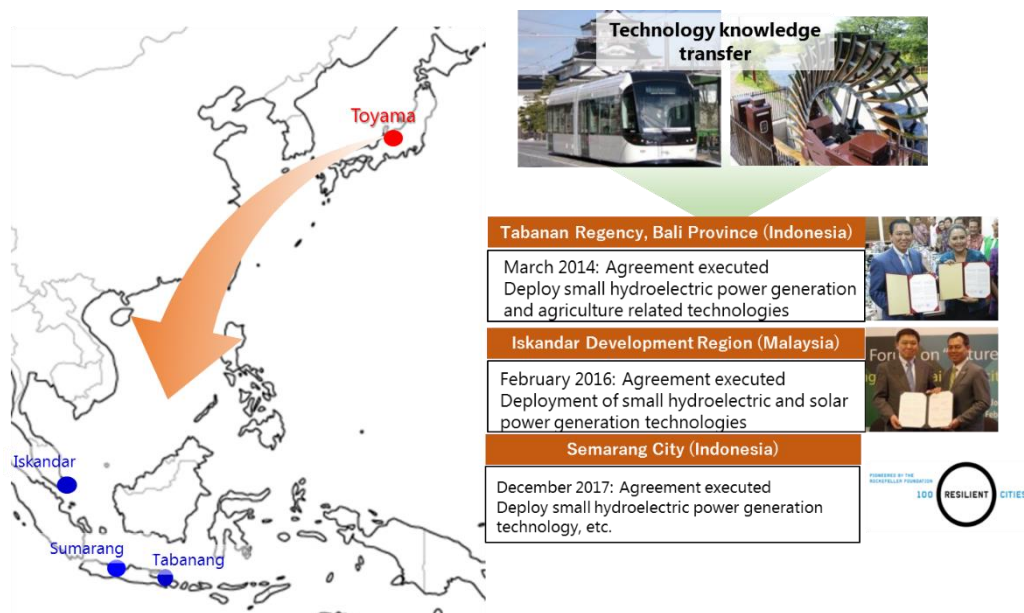 Technology knowledge
transfer
Toyama
Iskandar
Sumarang
Tabanang
Tabanan Regency, Bali Province (Indonesia)
March 2014: Agreement executed
Deploy small hydroelectric power generation
and agriculture related technologies
Iskandar Development Region (Malaysia)
February 2016: Agreement executed
Deployment of small hydroelectric and solar
power generation technologies
Forum on
Semarang City (Indonesia)
December 2017: Agreement executed
Deploy small hydroelectric power generation
technology, etc.
PIONEERED BY THE
ROCKEFELLER FOUNDATION
100 RESILIENT CITIES